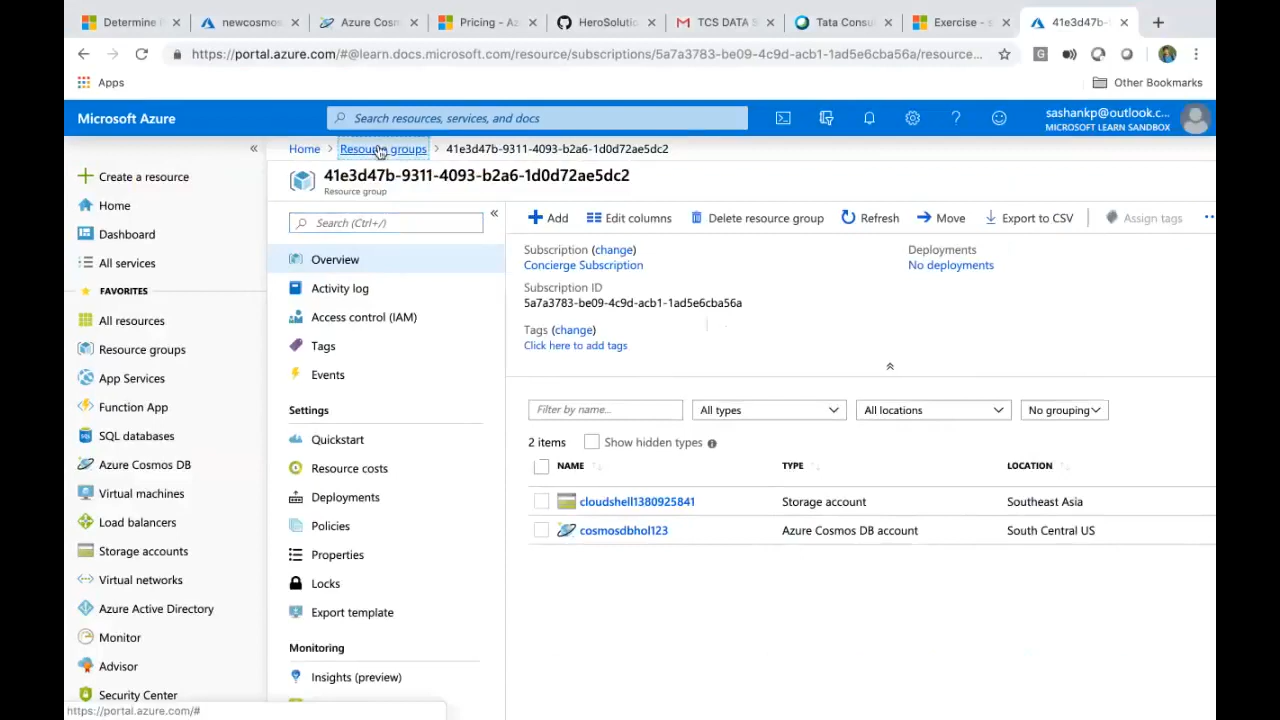 Determine
newcosmos
Azure Cosm
Pricing - Az
HeroSolutio
TCS DATA S
Tata Consul
Exercise - s
41e3d47b-
https://portal.azure.com/#@learn.docs.microsoft.com/resource/subscriptions/5a7a3783-be09-4c9d-acb1-1ad5e6cba56a/resource...
Apps
Other Bookmarks
Microsoft Azure
Search resources, services, and docs
sashankp@outlook.c...
MICROSOFT LEARN SANDBOX
Home > Resource groups > 41e3d47b-9311-4093-b2a6-1d0d72ae5dc2
41e3d47b-9311-4093-b2a6-1d0d72ae5dc2
Resource group
Create a resource
Home
Dashboard
All services
FAVORITES
All resources
Resource groups
App Services
Function App
SQL databases
Azure Cosmos DB
Virtual machines
Load balancers
Storage accounts
Virtual networks
Azure Active Directory
Monitor
Advisor
Security Center
https://portal.azure.com/#
Search (Ctrl+/)
Overview
Activity log
Access control (IAM)
Tags
Events
Settings
Quickstart
Resource costs
Deployments
Policies
Properties
Locks
Export template
Monitoring
Insights (preview)
Add
Edit columns
Delete resource group
Refresh
Move
Export to CSV
Assign tags
Subscription (change)
Concierge Subscription
Deployments
No deployments
Subscription ID
5a7a3783-be09-4c9d-acb1-1ad5e6cba56a
Tags (change)
Click here to add tags
Filter by name...
All types
All locations
No grouping
2 items
Show hidden types
NAME TYPE LOCATION
cloudshell1380925841 Storage account Southeast Asia
cosmosdbhol123 Azure Cosmos DB account South Central US